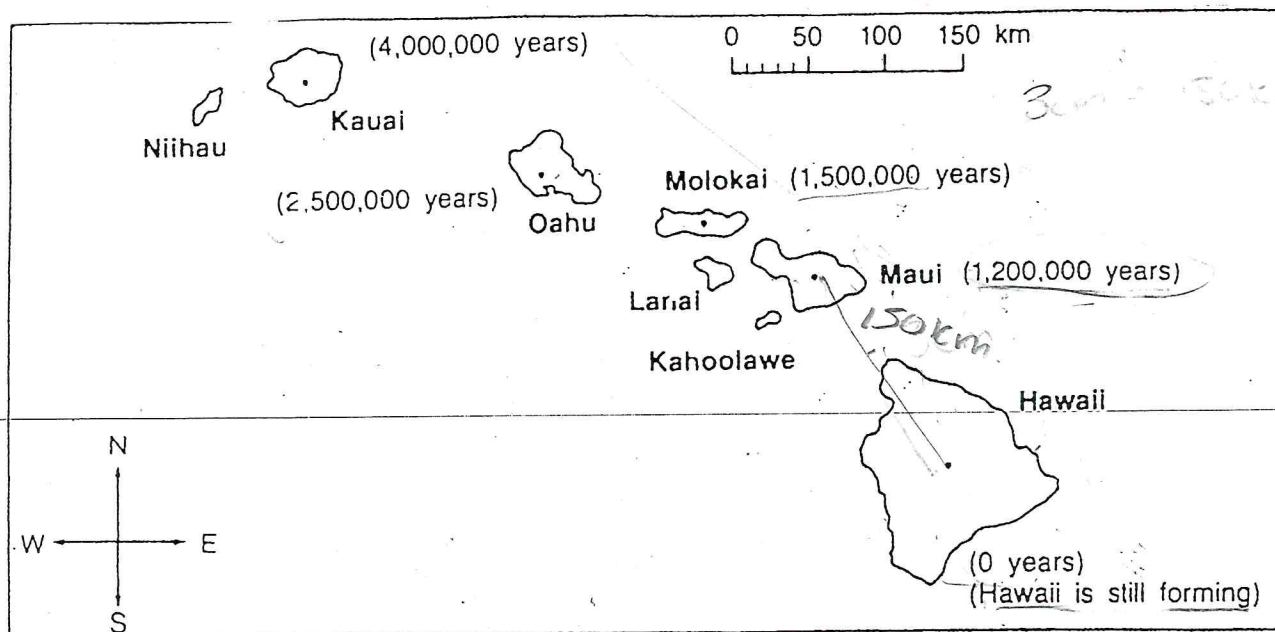 (4,000,000 years)
0 50 100 150 km
Kauai
Niihau
Molokai (1,500,000 years)
(2,500,000 years)
Oahu
Maui (1,200,000 years)
Lanai
150km
Kahoolawe
Hawaii
N
W E
S
(0 years)
(Hawaii is still forming)